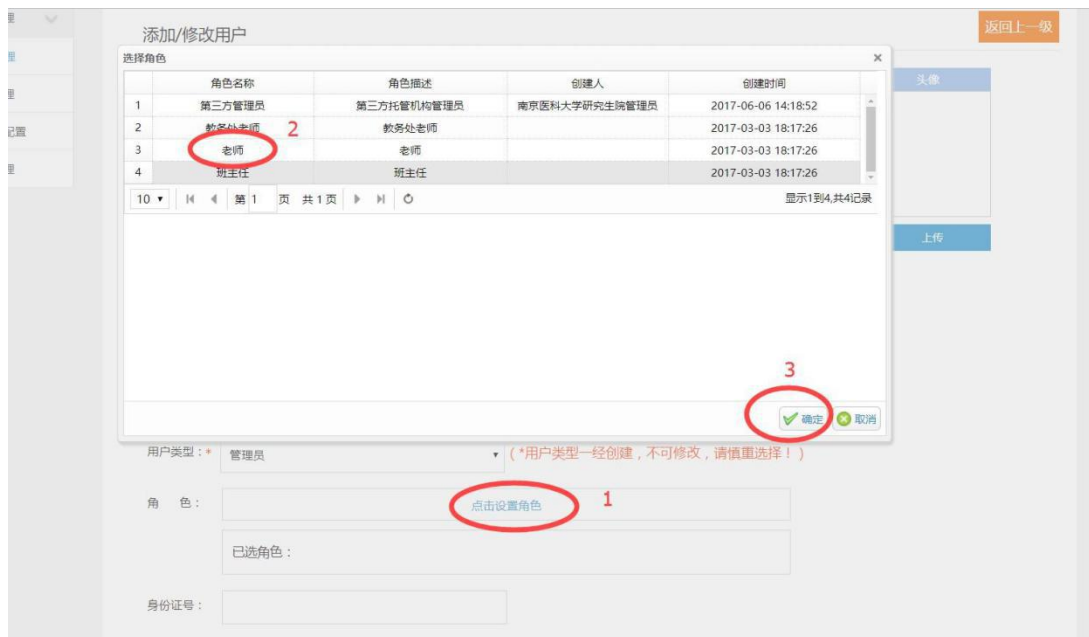 理
返回上一级
添加/修改用户
理
选择角色
头像
角色名称 角色描述 创建人 创建时间
理
1 第三方管理员 第三方托管机构管理员 南京医科大学研究生院管理员 2017-06-06 14:18:52
2 教务处老师 教务处老师 2017-03-03 18:17:26
2
配置
3 老师 老师 2017-03-03 18:17:26
理
4 班主任 班主任 2017-03-03 18:17:26
10 第 1 页 共1页 显示1到4,共4记录
上传
3
确定 取消
用户类型：* 管理员 (*用户类型一经创建，不可修改，请慎重选择！)
角 色： 点击设置角色 1
已选角色：
身份证号：